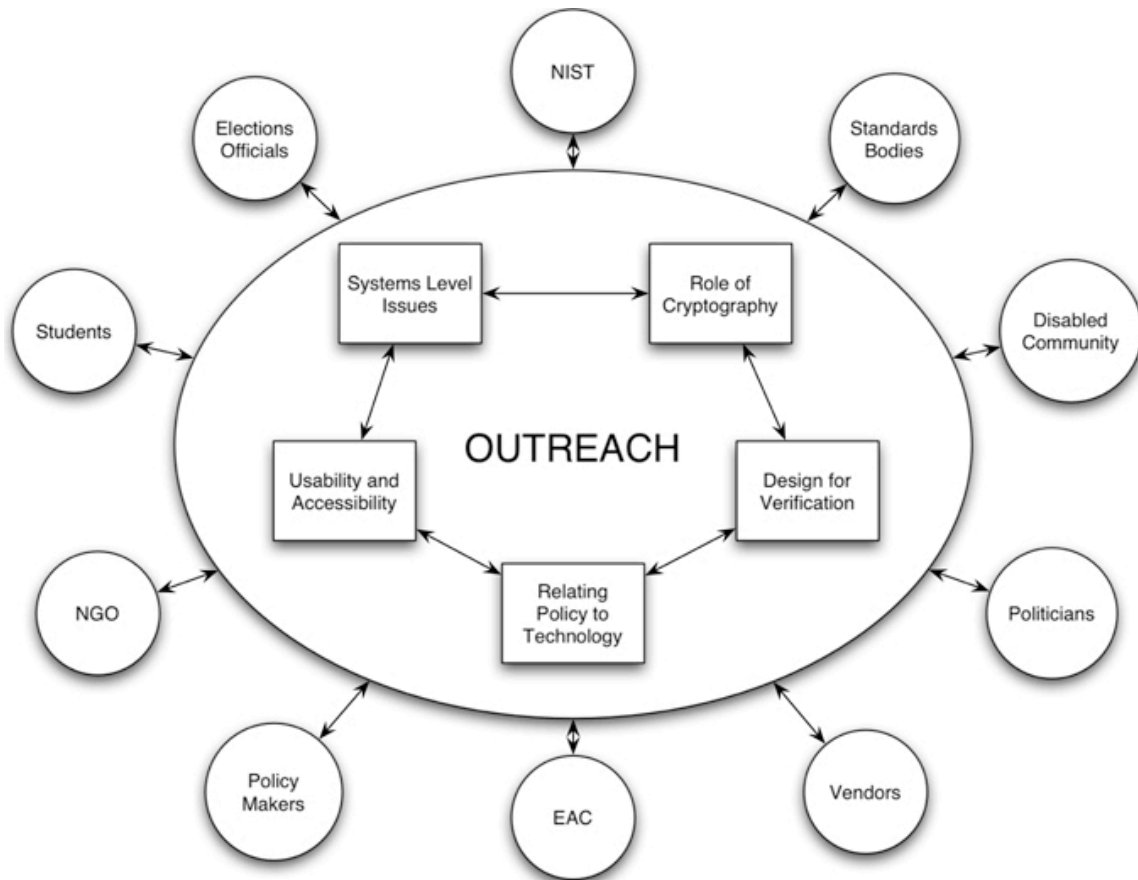 NIST
Elections
Officials
Standards
Bodies
Systems Level
Issues
Role of
Cryptography
Students
Disabled
Community
OUTREACH
Usability and
Accessibility
Design for
Verification
NGO
Relating
Policy to
Technology
Politicians
Policy
Makers
EAC
Vendors